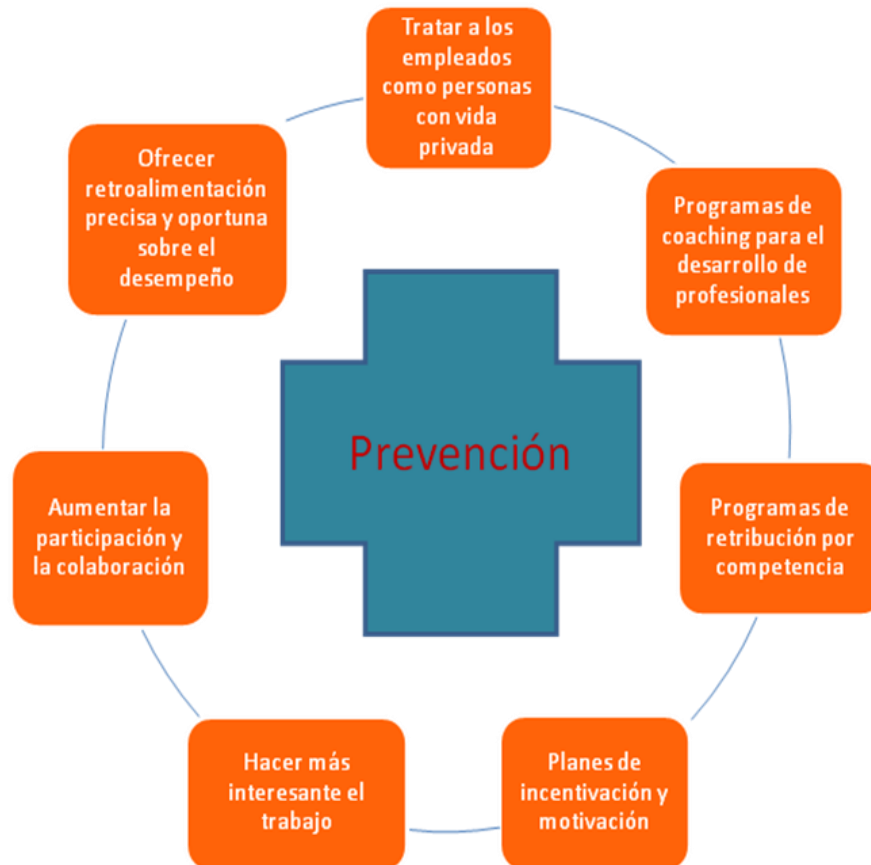 Tratar a los
empleados
como personas
con vida
privada
Programas de
coaching para el
desarrollo de
profesionales
Programas de
retribución por
competencia
Planes de
incentivación y
motivación
Hacer más
interesante el
trabajo
Aumentar la
participación y
la colaboración
Ofrecer
retroalimentación
precisa y oportuna
sobre el
desempeño
Prevención